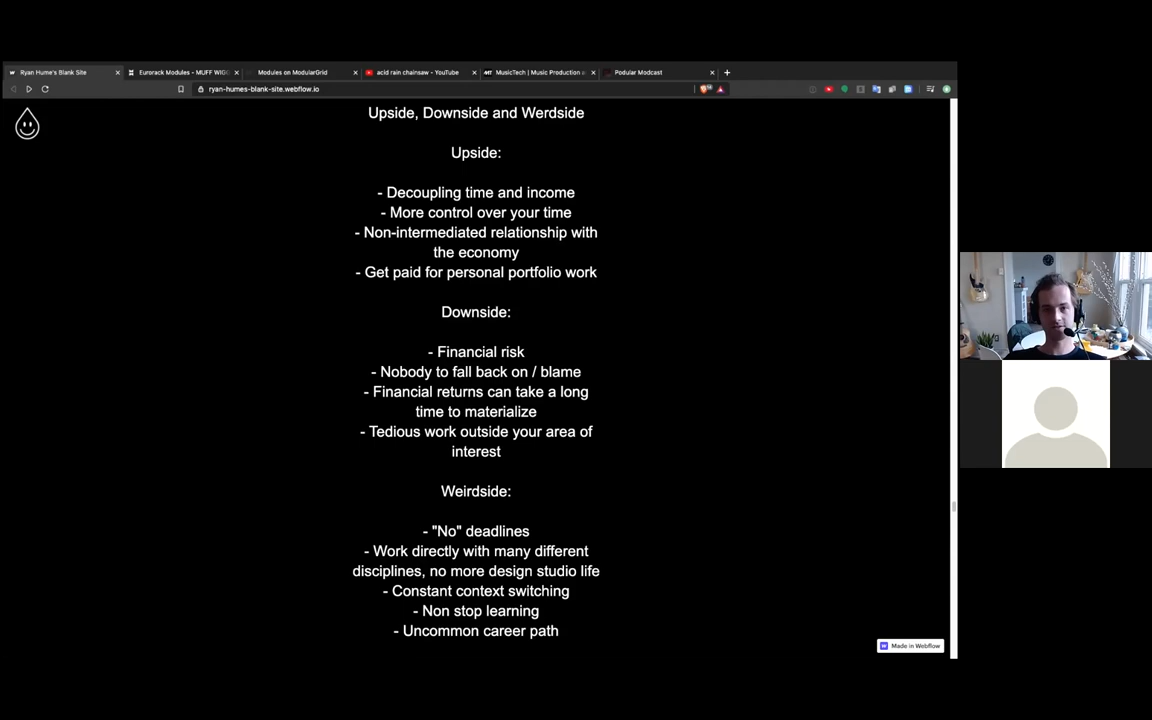 Ryan Hume's Blank Site
Eurorack Modules - MUFF WIGG
Modules on ModularGrid
acid rain chainsaw - YouTube
MusicTech | Music Production a
Podular Modcast
ryan-humes-blank-site.webflow.io
Upside, Downside and Werdside
Upside:
- Decoupling time and income
- More control over your time
- Non-intermediated relationship with
the economy
- Get paid for personal portfolio work
Downside:
- Financial risk
- Nobody to fall back on / blame
- Financial returns can take a long
time to materialize
- Tedious work outside your area of
interest
Weirdside:
- "No" deadlines
- Work directly with many different
disciplines, no more design studio life
- Constant context switching
- Non stop learning
- Uncommon career path
Made in Webflow